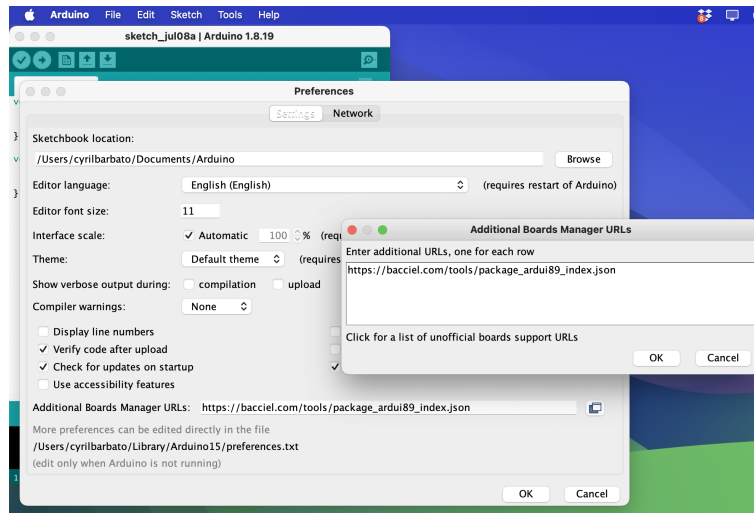 Arduino File Edit Sketch Tools Help
sketch_jul08a | Arduino 1.8.19
Preferences
Settings Network
Sketchbook location:
/Users/cyrilbarbato/Documents/Arduino Browse
Editor language: English (English) (requires restart of Arduino)
Editor font size: 11
Interface scale: Automatic 100 % (requ
Theme: Default theme (requires
Show verbose output during: compilation upload
Compiler warnings: None
Display line numbers
Verify code after upload
Check for updates on startup
Use accessibility features
Additional Boards Manager URLs: https://bacciel.com/tools/package_ardui89_index.json
More preferences can be edited directly in the file
/Users/cyrilbarbato/Library/Arduino15/preferences.txt
(edit only when Arduino is not running)
OK Cancel
Additional Boards Manager URLs
Enter additional URLs, one for each row
https://bacciel.com/tools/package_ardui89_index.json
Click for a list of unofficial boards support URLs
OK Cancel